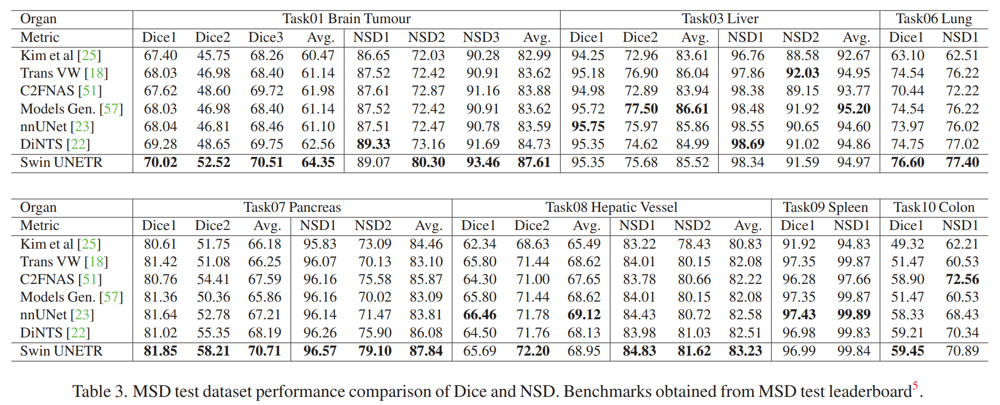 Organ Task01 Brain Tumour Task03 Liver Task06 Lung
Metric Dice1 Dice2 Dice3 Avg. NSD1 NSD2 NSD3 Avg. Dice1 Dice2 Avg. NSD1 NSD2 Avg. Dice1 NSD1
Kim et al [25] 67.40 45.75 68.26 60.47 86.65 72.03 90.28 82.99 94.25 72.96 83.61 96.76 88.58 92.67 63.10 62.51
Trans VW [18] 68.03 46.98 68.40 61.14 87.52 72.42 90.91 83.62 95.18 76.90 86.04 97.86 92.03 94.95 74.54 76.22
C2FNAS [51] 67.62 48.60 69.72 61.98 87.61 72.87 91.16 83.88 94.98 72.89 83.94 98.38 89.15 93.77 70.44 72.22
Models Gen. [57] 68.03 46.98 68.40 61.14 87.52 72.42 90.91 83.62 95.72 77.50 86.61 98.48 91.92 95.20 74.54 76.22
nnUNet [23] 68.04 46.81 68.46 61.10 87.51 72.47 90.78 83.59 95.75 75.97 85.86 98.55 90.65 94.60 73.97 76.02
DiNTS [22] 69.28 48.65 69.75 62.56 89.33 73.16 91.69 84.73 95.35 74.62 84.99 98.69 91.02 94.86 74.75 77.02
Swin UNETR 70.02 52.52 70.51 64.35 89.07 80.30 93.46 87.61 95.35 75.68 85.52 98.34 91.59 94.97 76.60 77.40
Organ Task07 Pancreas Task08 Hepatic Vessel Task09 Spleen Task10 Colon
Metric Dice1 Dice2 Avg. NSD1 NSD2 Avg. Dice1 Dice2 Avg. NSD1 NSD2 Avg. Dice1 NSD1 Dice1 NSD1
Kim et al [25] 80.61 51.75 66.18 95.83 73.09 84.46 62.34 68.63 65.49 83.22 78.43 80.83 91.92 94.83 49.32 62.21
Trans VW [18] 81.42 51.08 66.25 96.07 70.13 83.10 65.80 71.44 68.62 84.01 80.15 82.08 97.35 99.87 51.47 60.53
C2FNAS [51] 80.76 54.41 67.59 96.16 75.58 85.87 64.30 71.00 67.65 83.78 80.66 82.22 96.28 97.66 58.90 72.56
Models Gen. [57] 81.36 50.36 65.86 96.16 70.02 83.09 65.80 71.44 68.62 84.01 80.15 82.08 97.35 99.87 51.47 60.53
nnUNet [23] 81.64 52.78 67.21 96.14 71.47 83.81 66.46 71.78 69.12 84.43 80.72 82.58 97.43 99.89 58.33 68.43
DiNTS [22] 81.02 55.35 68.19 96.26 75.90 86.08 64.50 71.76 68.13 83.98 81.03 82.51 96.98 99.83 59.21 70.34
Swin UNETR 81.85 58.21 70.71 96.57 79.10 87.84 65.69 72.20 68.95 84.83 81.62 83.23 96.99 99.84 59.45 70.89
Table 3. MSD test dataset performance comparison of Dice and NSD. Benchmarks obtained from MSD test leaderboard5.